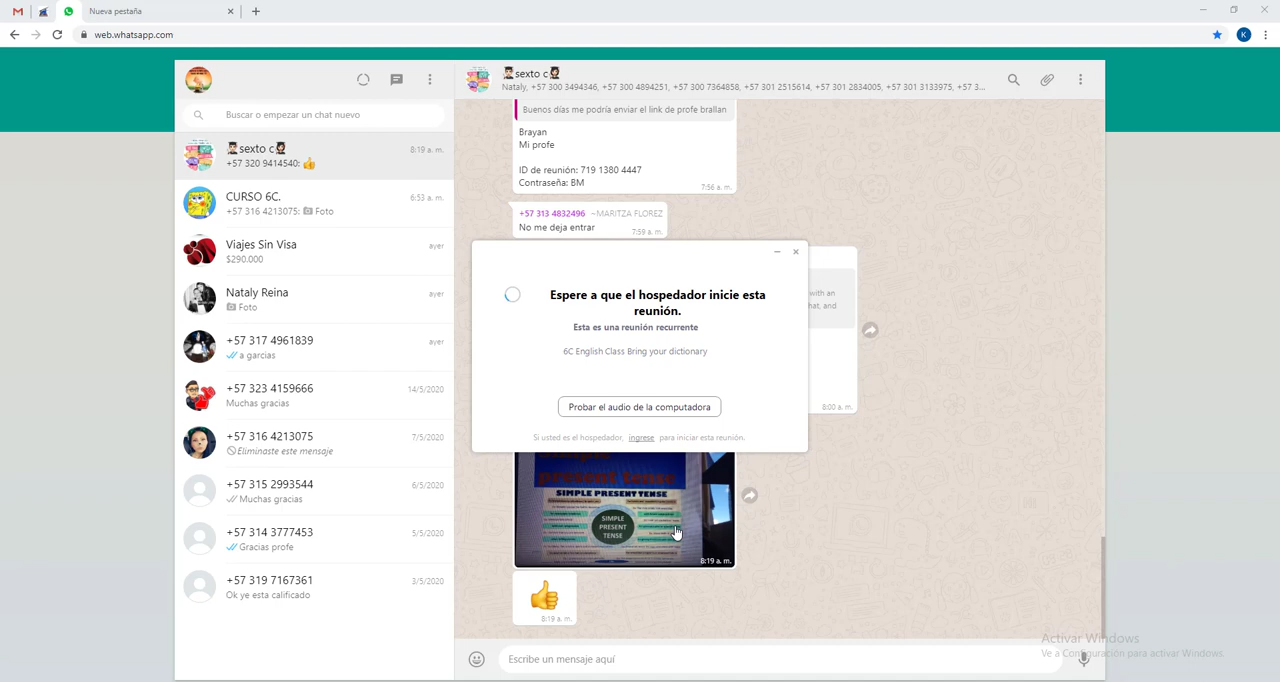 Nueva pestaña
web.whatsapp.com
K
Buscar o empezar un chat nuevo
sexto c
8:19 a. m.
+57 320 9414540: 👍
CURSO 6C.
6:53 a. m.
+57 316 4213075: Foto
Viajes Sin Visa
ayer
$290.000
Nataly Reina
ayer
Foto
+57 317 4961839
ayer
a garcias
+57 323 4159666
14/5/2020
Muchas gracias
+57 316 4213075
7/5/2020
Eliminaste este mensaje
+57 315 2993544
6/5/2020
Muchas gracias
+57 314 3777453
5/5/2020
Gracias profe
+57 319 7167361
3/5/2020
Ok ye esta calificado
sexto c
Nataly, +57 300 3494346, +57 300 4894251, +57 300 7364858, +57 301 2515614, +57 301 2834005, +57 301 3133975, +57 3...
Buenos días me podría enviar el link de profe brallan
Brayan
Mi profe
ID de reunión: 719 1380 4447
Contraseña: BM
7:56 a. m.
+57 313 4832496 ~MARITZA FLOREZ
No me deja entrar
7:59 a. m.
with an
hat, and
8:00 a. m.
Espere a que el hospedador inicie esta
reunión.
Esta es una reunión recurrente
6C English Class Bring your dictionary
Probar el audio de la computadora
Si usted es el hospedador, ingrese para iniciar esta reunión.
present tense
SIMPLE PRESENT TENSE
SIMPLE
PRESENT
TENSE
8:19 a. m.
8:19 a. m.
Escribe un mensaje aquí
Activar Windows
Ve a Configuración para activar Windows.